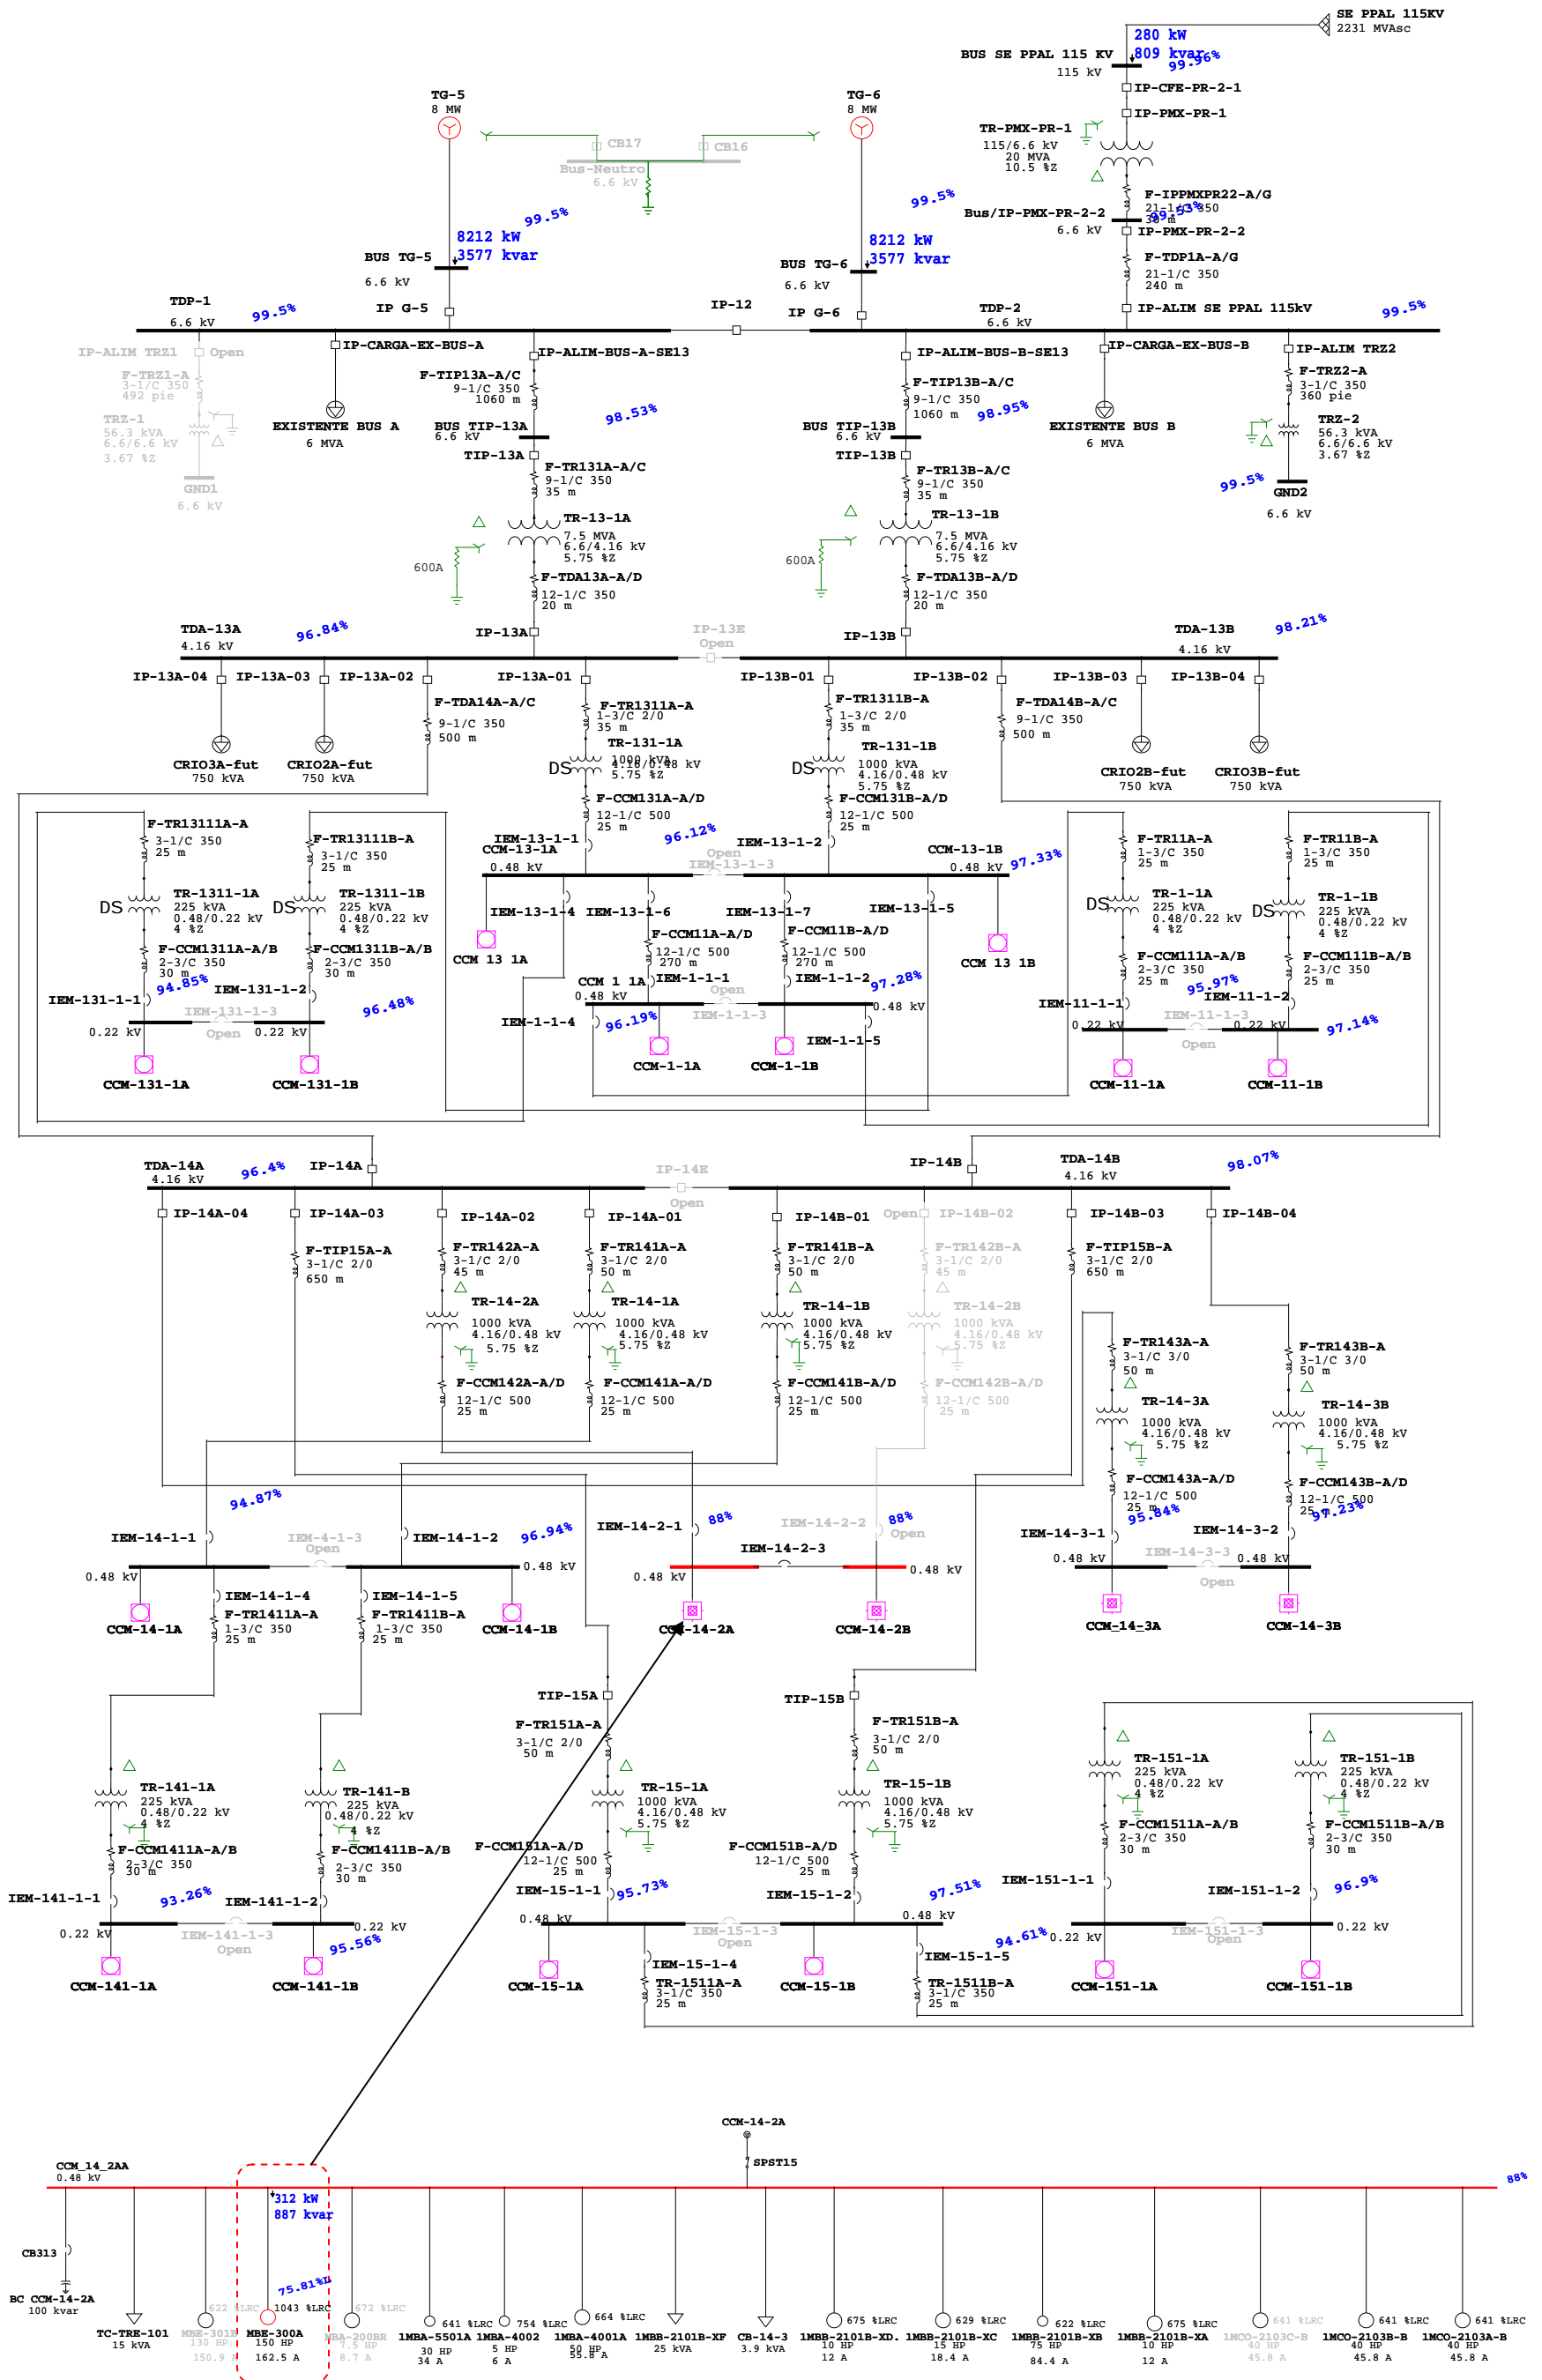 SE PPAL 115KV
2231 MVAsc
280 kW
809 kvar
99.96%
BUS SE PPAL 115 KV
115 kV
IP-CFE-PR-2-1
IP-PMX-PR-1
TR-PMX-PR-1
115/6.6 kV
20 MVA
10.5 %Z
F-IPPMXPR22-A/G
21-1/C 350
30 m
99.53%
Bus/IP-PMX-PR-2-2
6.6 kV
IP-PMX-PR-2-2
F-TDP1A-A/G
21-1/C 350
240 m
IP-ALIM SE PPAL 115kV
TG-5
8 MW
TG-6
8 MW
CB17
CB16
Bus-Neutro
6.6 kV
99.5%
8212 kW
3577 kvar
BUS TG-5
6.6 kV
IP G-5
99.5%
8212 kW
3577 kvar
BUS TG-6
6.6 kV
IP G-6
IP-12
TDP-1
6.6 kV
99.5%
TDP-2
6.6 kV
99.5%
IP-ALIM TRZ1
Open
F-TRZ1-A
3-1/C 350
492 pie
TRZ-1
56.3 kVA
6.6/6.6 kV
3.67 %Z
GND1
6.6 kV
IP-CARGA-EX-BUS-A
EXISTENTE BUS A
6 MVA
IP-ALIM-BUS-A-SE13
F-TIP13A-A/C
9-1/C 350
1060 m
98.53%
BUS TIP-13A
6.6 kV
TIP-13A
F-TR131A-A/C
9-1/C 350
35 m
TR-13-1A
7.5 MVA
6.6/4.16 kV
5.75 %Z
600A
F-TDA13A-A/D
12-1/C 350
20 m
IP-13A
IP-ALIM-BUS-B-SE13
F-TIP13B-A/C
9-1/C 350
1060 m
98.95%
BUS TIP-13B
6.6 kV
TIP-13B
F-TR13B-A/C
9-1/C 350
35 m
TR-13-1B
7.5 MVA
6.6/4.16 kV
5.75 %Z
600A
F-TDA13B-A/D
12-1/C 350
20 m
IP-13B
IP-CARGA-EX-BUS-B
EXISTENTE BUS B
6 MVA
IP-ALIM TRZ2
F-TRZ2-A
3-1/C 350
360 pie
TRZ-2
56.3 kVA
6.6/6.6 kV
3.67 %Z
99.5%
GND2
6.6 kV
TDA-13A
4.16 kV
96.84%
IP-13E
Open
TDA-13B
4.16 kV
98.21%
IP-13A-04
IP-13A-03
IP-13A-02
IP-13A-01
IP-13B-01
IP-13B-02
IP-13B-03
IP-13B-04
CRIO3A-fut
750 kVA
CRIO2A-fut
750 kVA
F-TDA14A-A/C
9-1/C 350
500 m
F-TR1311A-A
1-3/C 2/0
35 m
TR-131-1A
1000 kVA
4.16/0.48 kV
5.75 %Z
DS
F-CCM131A-A/D
12-1/C 500
25 m
F-TR1311B-A
1-3/C 2/0
35 m
TR-131-1B
1000 kVA
4.16/0.48 kV
5.75 %Z
DS
F-CCM131B-A/D
12-1/C 500
25 m
F-TDA14B-A/C
9-1/C 350
500 m
CRIO2B-fut
750 kVA
CRIO3B-fut
750 kVA
IEM-13-1-1
CCM-13-1A
0.48 kV
96.12%
Open
IEM-13-1-3
IEM-13-1-2
CCM-13-1B
0.48 kV
97.33%
F-TR13111A-A
3-1/C 350
25 m
TR-1311-1A
225 kVA
0.48/0.22 kV
4 %Z
DS
F-CCM1311A-A/B
2-3/C 350
30 m
94.85%
IEM-131-1-1
F-TR13111B-A
3-1/C 350
25 m
TR-1311-1B
225 kVA
0.48/0.22 kV
4 %Z
DS
F-CCM1311B-A/B
2-3/C 350
30 m
IEM-131-1-2
96.48%
IEM-131-1-3
Open
0.22 kV
0.22 kV
CCM-131-1A
CCM-131-1B
IEM-13-1-4
IEM-13-1-6
IEM-13-1-7
IEM-13-1-5
CCM 13 1A
CCM 13 1B
F-CCM11A-A/D
12-1/C 500
270 m
IEM-1-1-1
F-CCM11B-A/D
12-1/C 500
270 m
IEM-1-1-2
97.28%
CCM 1 1A
0.48 kV
0.48 kV
Open
IEM-1-1-3
IEM-1-1-4
96.19%
IEM-1-1-5
CCM-1-1A
CCM-1-1B
F-TR11A-A
1-3/C 350
25 m
TR-1-1A
225 kVA
0.48/0.22 kV
4 %Z
DS
F-CCM111A-A/B
2-3/C 350
25 m
95.97%
IEM-11-1-1
F-TR11B-A
1-3/C 350
25 m
TR-1-1B
225 kVA
0.48/0.22 kV
4 %Z
DS
F-CCM111B-A/B
2-3/C 350
25 m
IEM-11-1-2
97.14%
0.22 kV
IEM-11-1-3
0.22 kV
Open
CCM-11-1A
CCM-11-1B
TDA-14A
4.16 kV
96.4%
IP-14A
IP-14E
Open
IP-14B
TDA-14B
4.16 kV
98.07%
IP-14A-04
IP-14A-03
IP-14A-02
IP-14A-01
IP-14B-01
Open
IP-14B-02
IP-14B-03
IP-14B-04
F-TIP15A-A
3-1/C 2/0
650 m
F-TR142A-A
3-1/C 2/0
45 m
TR-14-2A
1000 kVA
4.16/0.48 kV
5.75 %Z
F-CCM142A-A/D
12-1/C 500
25 m
F-TR141A-A
3-1/C 2/0
50 m
TR-14-1A
1000 kVA
4.16/0.48 kV
5.75 %Z
F-CCM141A-A/D
12-1/C 500
25 m
F-TR141B-A
3-1/C 2/0
50 m
TR-14-1B
1000 kVA
4.16/0.48 kV
5.75 %Z
F-CCM141B-A/D
12-1/C 500
25 m
F-TR142B-A
3-1/C 2/0
45 m
TR-14-2B
1000 kVA
4.16/0.48 kV
5.75 %Z
F-CCM142B-A/D
12-1/C 500
25 m
F-TIP15B-A
3-1/C 2/0
650 m
F-TR143A-A
3-1/C 3/0
50 m
TR-14-3A
1000 kVA
4.16/0.48 kV
5.75 %Z
F-CCM143A-A/D
12-1/C 500
25 m
95.84%
F-TR143B-A
3-1/C 3/0
50 m
TR-14-3B
1000 kVA
4.16/0.48 kV
5.75 %Z
F-CCM143B-A/D
12-1/C 500
25 m
97.23%
94.87%
IEM-14-1-1
IEM-4-1-3
Open
IEM-14-1-2
96.94%
0.48 kV
0.48 kV
IEM-14-2-1
88%
IEM-14-2-2
88%
Open
IEM-14-2-3
0.48 kV
0.48 kV
IEM-14-3-1
IEM-14-3-2
0.48 kV
IEM-14-3-3
0.48 kV
Open
IEM-14-1-4
F-TR1411A-A
1-3/C 350
25 m
IEM-14-1-5
F-TR1411B-A
1-3/C 350
25 m
CCM-14-1A
CCM-14-1B
CCM-14-2A
CCM-14-2B
CCM_14_3A
CCM-14-3B
TIP-15A
F-TR151A-A
3-1/C 2/0
50 m
TR-15-1A
1000 kVA
4.16/0.48 kV
5.75 %Z
F-CCM151A-A/D
12-1/C 500
25 m
IEM-15-1-1
95.73%
TIP-15B
F-TR151B-A
3-1/C 2/0
50 m
TR-15-1B
1000 kVA
4.16/0.48 kV
5.75 %Z
F-CCM151B-A/D
12-1/C 500
25 m
IEM-15-1-2
97.51%
TR-141-1A
225 kVA
0.48/0.22 kV
4 %Z
F-CCM1411A-A/B
2-3/C 350
30 m
IEM-141-1-1
93.26%
TR-141-B
225 kVA
0.48/0.22 kV
4 %Z
F-CCM1411B-A/B
2-3/C 350
30 m
IEM-141-1-2
0.22 kV
IEM-141-1-3
Open
0.22 kV
95.56%
CCM-141-1A
CCM-141-1B
0.48 kV
IEM-15-1-3
Open
0.48 kV
IEM-15-1-4
TR-1511A-A
3-1/C 350
25 m
IEM-15-1-5
TR-1511B-A
3-1/C 350
25 m
CCM-15-1A
CCM-15-1B
TR-151-1A
225 kVA
0.48/0.22 kV
4 %Z
F-CCM1511A-A/B
2-3/C 350
30 m
IEM-151-1-1
TR-151-1B
225 kVA
0.48/0.22 kV
4 %Z
F-CCM1511B-A/B
2-3/C 350
30 m
IEM-151-1-2
96.9%
94.61%
0.22 kV
IEM-151-1-3
Open
0.22 kV
CCM-151-1A
CCM-151-1B
CCM-14-2A
SPST15
CCM_14_2AA
0.48 kV
88%
312 kW
887 kvar
CB313
BC CCM-14-2A
100 kvar
TC-TRE-101
15 kVA
622 %LRC
MBE-301B
130 HP
150.9 A
75.81%L
1043 %LRC
MBE-300A
150 HP
162.5 A
672 %LRC
MBA-200BR
7.5 HP
8.7 A
641 %LRC
1MBA-5501A
30 HP
34 A
754 %LRC
1MBA-4002
5 HP
6 A
664 %LRC
1MBA-4001A
50 HP
55.8 A
1MBB-2101B-XF
25 kVA
CB-14-3
3.9 kVA
675 %LRC
1MBB-2101B-XD.
10 HP
12 A
629 %LRC
1MBB-2101B-XC
15 HP
18.4 A
622 %LRC
1MBB-2101B-XB
75 HP
84.4 A
675 %LRC
1MBB-2101B-XA
10 HP
12 A
641 %LRC
1MCO-2103C-B
40 HP
45.8 A
641 %LRC
1MCO-2103B-B
40 HP
45.8 A
641 %LRC
1MCO-2103A-B
40 HP
45.8 A